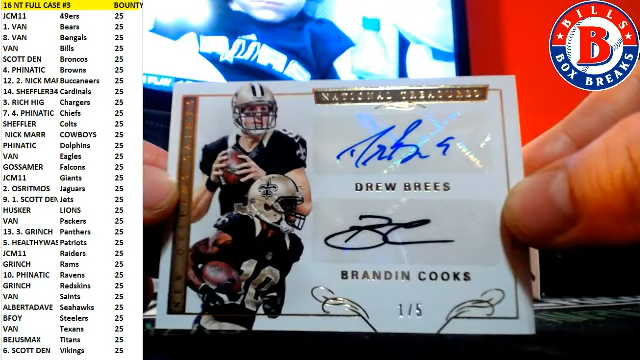 16 NT FULL CASE #3 BOUNTY
JCM11 49ers 25
1. VAN Bears 25
8. VAN Bengals 25
VAN Bills 25
SCOTT DEN Broncos 25
4. PHINATIC Browns 25
12. 2. NICK MAR Buccaneers 25
14. SHEFFLER34 Cardinals 25
3. RICH HIG Chargers 25
7. 4. PHINATIC Chiefs 25
SHEFFLER Colts 25
NICK MARR COWBOYS 25
PHINATIC Dolphins 25
VAN Eagles 25
GOSSAMER Falcons 25
JCM11 Giants 25
2. OSRITMOS Jaguars 25
9. 1. SCOTT DEN Jets 25
HUSKER LIONS 25
VAN Packers 25
13. 3. GRINCH Panthers 25
5. HEALTHYWAS Patriots 25
JCM11 Raiders 25
GRINCH Rams 25
10. PHINATIC Ravens 25
GRINCH Redskins 25
VAN Saints 25
ALBERTADAVE Seahawks 25
BFOY Steelers 25
VAN Texans 25
BEJUSMAX Titans 25
6. SCOTT DEN Vikings 25
BILLS
B
BOX BREAKS
NATIONAL TREASURES
DREW BREES
BRANDIN COOKS
1/5
10